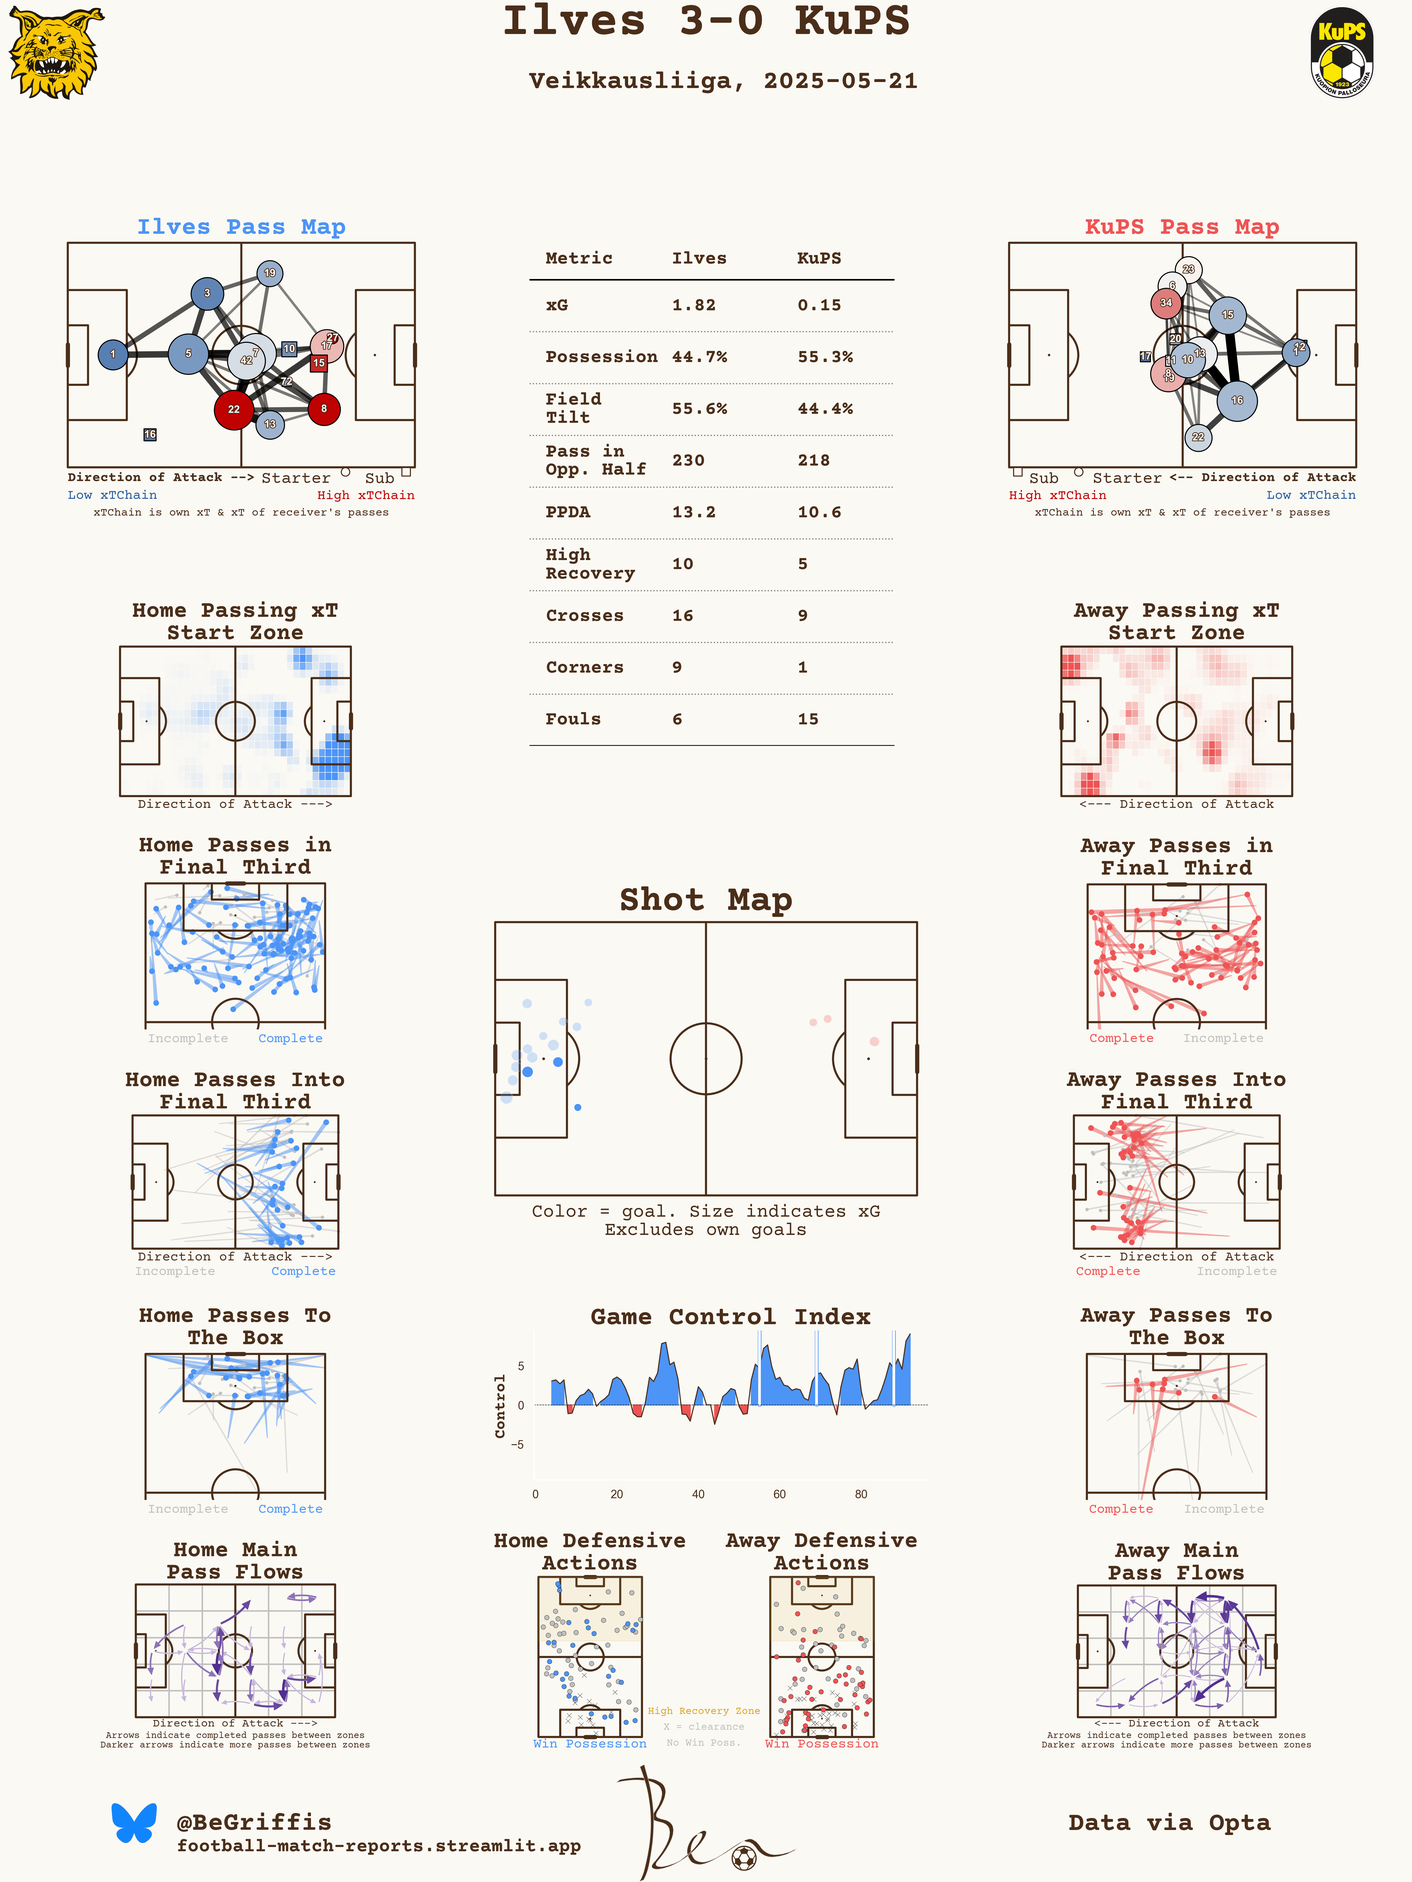 Ilves 3-0 KuPS
Veikkausliiga, 2025-05-21
KuPS
1923
KUOPION PALLOSEURA
Ilves Pass Map
3
19
1
5
7
42
10
27
17
15
72
22
8
13
16
Direction of Attack --> Starter Sub
Low xTChain High xTChain
xTChain is own xT & xT of receiver's passes
Metric Ilves KuPS
xG 1.82 0.15
Possession 44.7% 55.3%
Field
Tilt 55.6% 44.4%
Pass in
Opp. Half 230 218
PPDA 13.2 10.6
High
Recovery 10 5
Crosses 16 9
Corners 9 1
Fouls 6 15
KuPS Pass Map
23
6
34
15
20
17
11
10
13
8
19
12
1
16
22
Sub Starter <-- Direction of Attack
High xTChain Low xTChain
xTChain is own xT & xT of receiver's passes
Home Passing xT
Start Zone
Direction of Attack --->
Away Passing xT
Start Zone
<--- Direction of Attack
Home Passes in
Final Third
Incomplete Complete
Away Passes in
Final Third
Complete Incomplete
Shot Map
Color = goal. Size indicates xG
Excludes own goals
Home Passes Into
Final Third
Direction of Attack --->
Incomplete Complete
Away Passes Into
Final Third
<--- Direction of Attack
Complete Incomplete
Home Passes To
The Box
Incomplete Complete
Game Control Index
Control
5
0
−5
0 20 40 60 80
Away Passes To
The Box
Complete Incomplete
Home Main
Pass Flows
Direction of Attack --->
Arrows indicate completed passes between zones
Darker arrows indicate more passes between zones
Home Defensive
Actions
Win Possession
Away Defensive
Actions
Win Possession
High Recovery Zone
X = clearance
No Win Poss.
Away Main
Pass Flows
<--- Direction of Attack
Arrows indicate completed passes between zones
Darker arrows indicate more passes between zones
@BeGriffis
football-match-reports.streamlit.app
Ben
Data via Opta